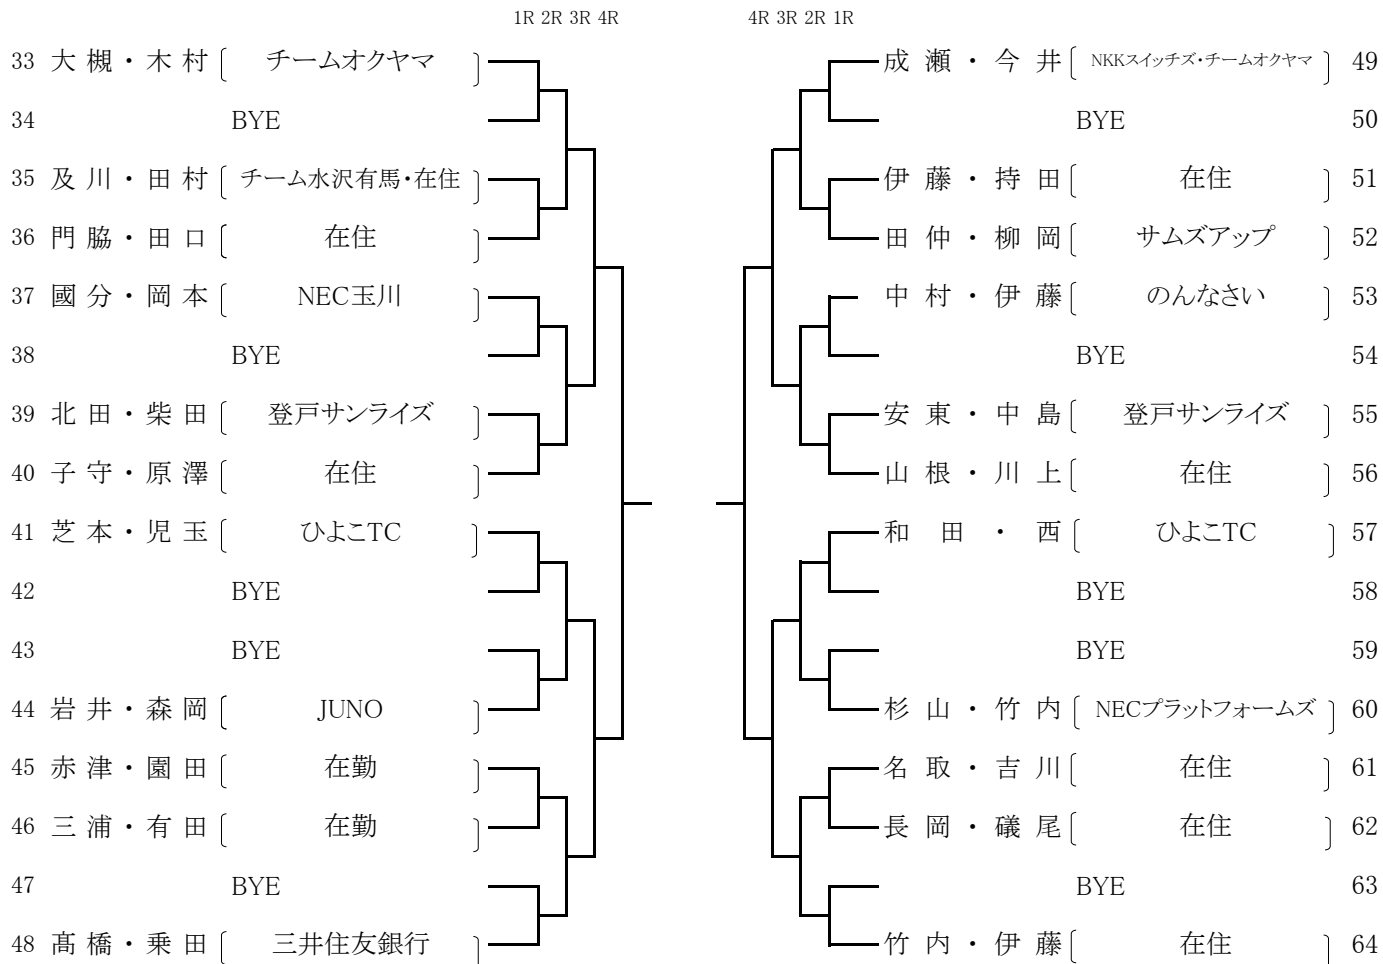 1R 2R 3R 4R 4R 3R 2R 1R
33 大槻・木村〔 チームオクヤマ 〕 成瀬・今井〔 NKKスイッチズ・チームオクヤマ 〕 49
34 BYE BYE 50
35 及川・田村〔 チーム水沢有馬・在住 〕 伊藤・持田〔 在住 〕 51
36 門脇・田口〔 在住 〕 田仲・柳岡〔 サムズアップ 〕 52
37 國分・岡本〔 NEC玉川 〕 中村・伊藤〔 のんなさい 〕 53
38 BYE BYE 54
39 北田・柴田〔 登戸サンライズ 〕 安東・中島〔 登戸サンライズ 〕 55
40 子守・原澤〔 在住 〕 山根・川上〔 在住 〕 56
41 芝本・児玉〔 ひよこTC 〕 和田・西〔 ひよこTC 〕 57
42 BYE BYE 58
43 BYE BYE 59
44 岩井・森岡〔 JUNO 〕 杉山・竹内〔 NECプラットフォームズ 〕 60
45 赤津・園田〔 在勤 〕 名取・吉川〔 在住 〕 61
46 三浦・有田〔 在勤 〕 長岡・礒尾〔 在住 〕 62
47 BYE BYE 63
48 髙橋・乗田〔 三井住友銀行 〕 竹内・伊藤〔 在住 〕 64